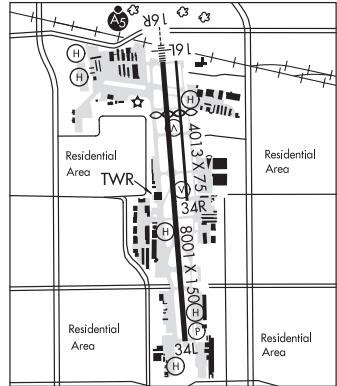 A5
16R
16L
H
H
H
4013 X 75
V
V
Residential
Area
Residential
Area
TWR
34R
H
8001 X 150
H
P
Residential
Area
Residential
Area
34L
H